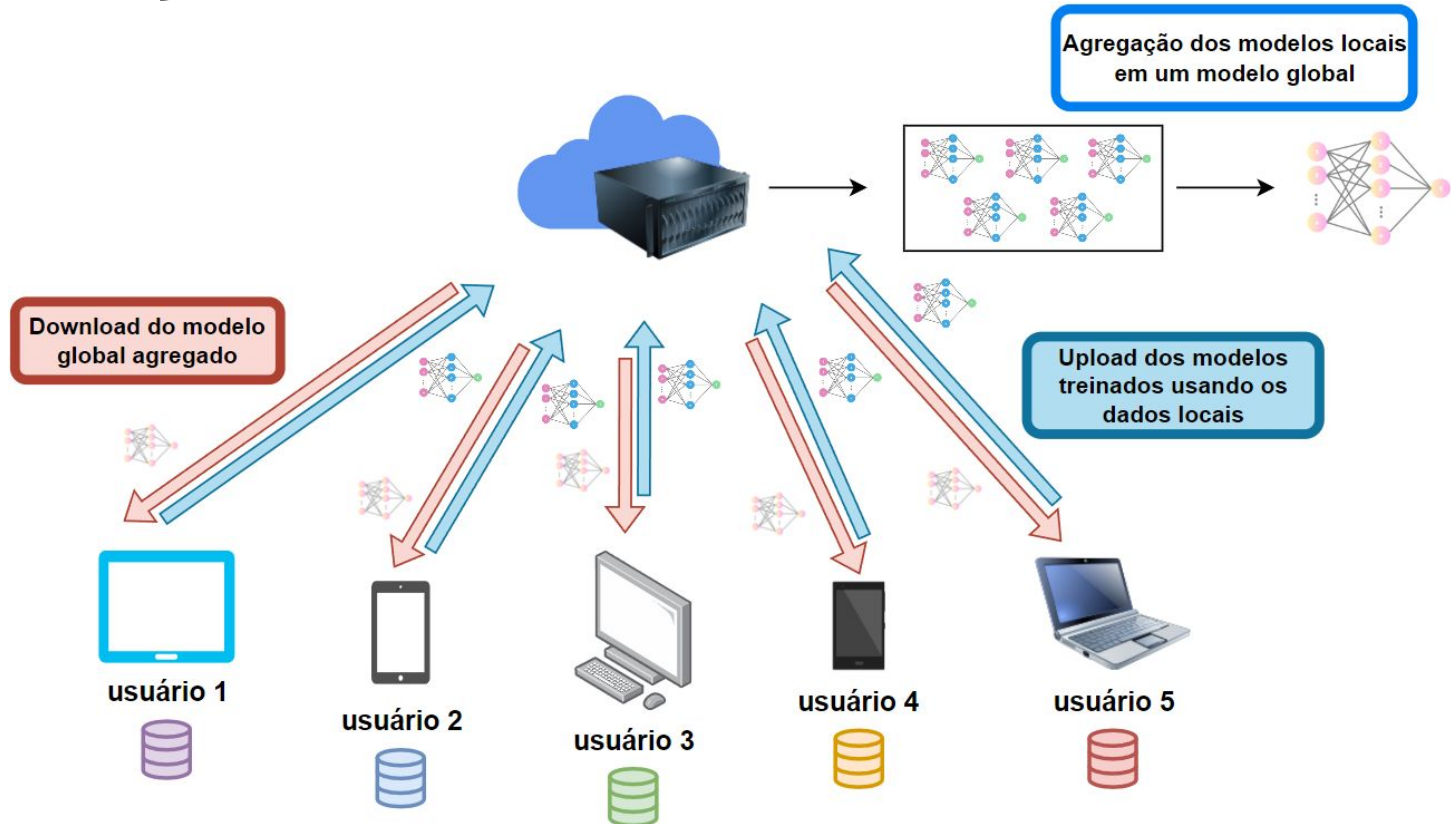 Agregação dos modelos locais
em um modelo global
Download do modelo
global agregado
Upload dos modelos
treinados usando os
dados locais
usuário 1
usuário 2
usuário 3
usuário 4
usuário 5